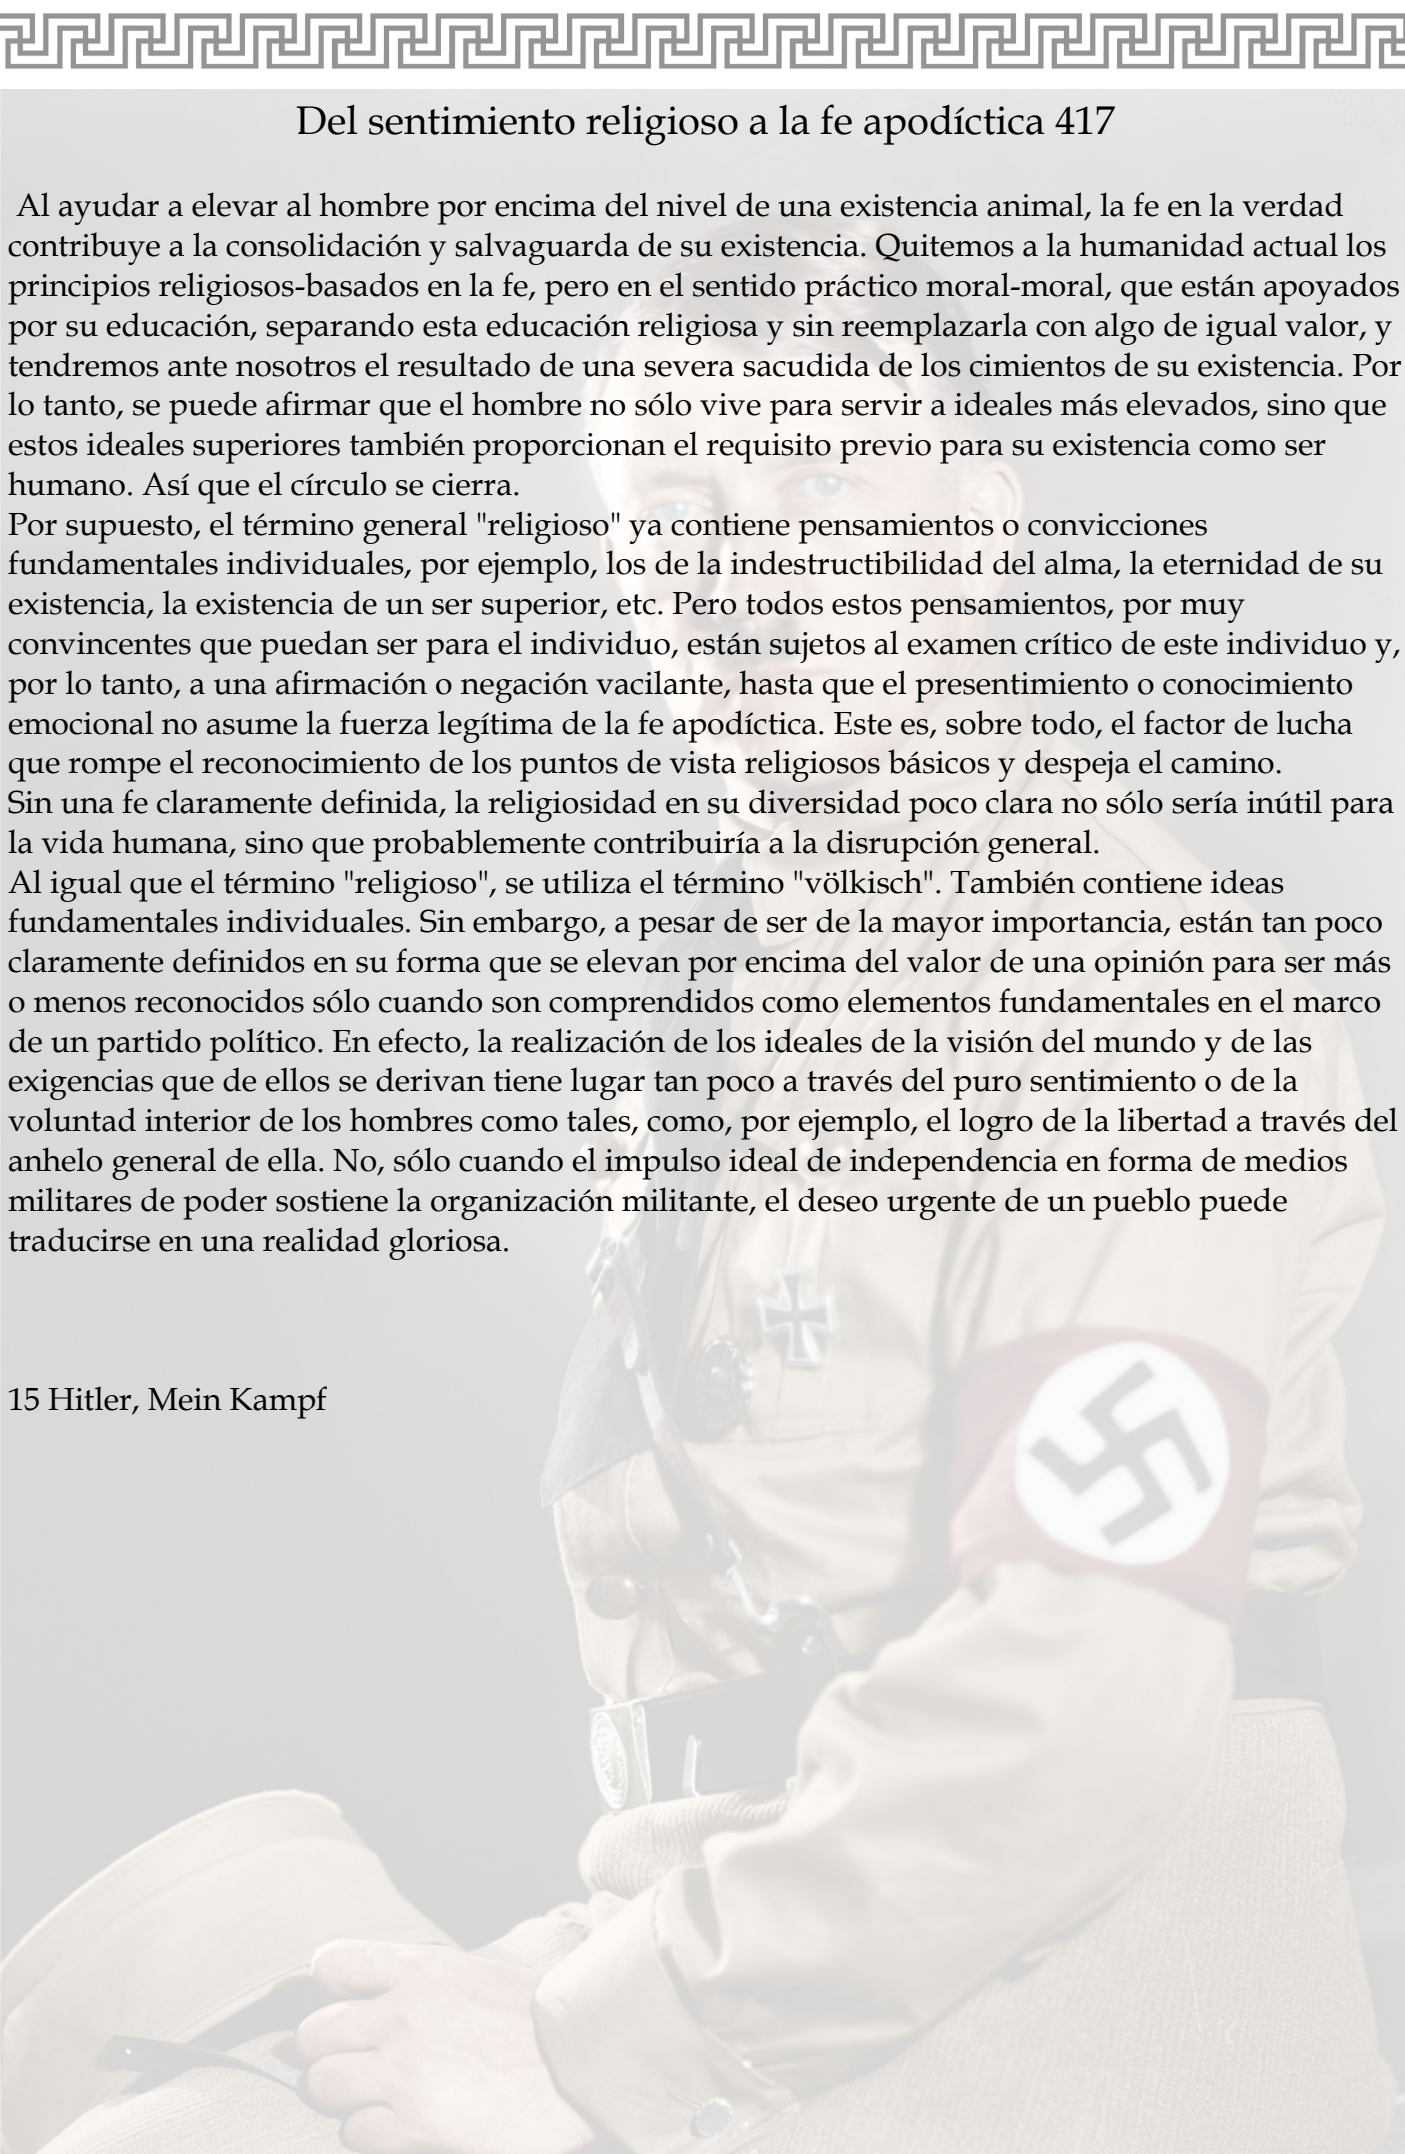 Del sentimiento religioso a la fe apodíctica 417
Al ayudar a elevar al hombre por encima del nivel de una existencia animal, la fe en la verdad
contribuye a la consolidación y salvaguarda de su existencia. Quitemos a la humanidad actual los
principios religiosos-basados en la fe, pero en el sentido práctico moral-moral, que están apoyados
por su educación, separando esta educación religiosa y sin reemplazarla con algo de igual valor, y
tendremos ante nosotros el resultado de una severa sacudida de los cimientos de su existencia. Por
lo tanto, se puede afirmar que el hombre no sólo vive para servir a ideales más elevados, sino que
estos ideales superiores también proporcionan el requisito previo para su existencia como ser
humano. Así que el círculo se cierra.
Por supuesto, el término general "religioso" ya contiene pensamientos o convicciones
fundamentales individuales, por ejemplo, los de la indestructibilidad del alma, la eternidad de su
existencia, la existencia de un ser superior, etc. Pero todos estos pensamientos, por muy
convincentes que puedan ser para el individuo, están sujetos al examen crítico de este individuo y,
por lo tanto, a una afirmación o negación vacilante, hasta que el presentimiento o conocimiento
emocional no asume la fuerza legítima de la fe apodíctica. Este es, sobre todo, el factor de lucha
que rompe el reconocimiento de los puntos de vista religiosos básicos y despeja el camino.
Sin una fe claramente definida, la religiosidad en su diversidad poco clara no sólo sería inútil para
la vida humana, sino que probablemente contribuiría a la disrupción general.
Al igual que el término "religioso", se utiliza el término "völkisch". También contiene ideas
fundamentales individuales. Sin embargo, a pesar de ser de la mayor importancia, están tan poco
claramente definidos en su forma que se elevan por encima del valor de una opinión para ser más
o menos reconocidos sólo cuando son comprendidos como elementos fundamentales en el marco
de un partido político. En efecto, la realización de los ideales de la visión del mundo y de las
exigencias que de ellos se derivan tiene lugar tan poco a través del puro sentimiento o de la
voluntad interior de los hombres como tales, como, por ejemplo, el logro de la libertad a través del
anhelo general de ella. No, sólo cuando el impulso ideal de independencia en forma de medios
militares de poder sostiene la organización militante, el deseo urgente de un pueblo puede
traducirse en una realidad gloriosa.
15 Hitler, Mein Kampf